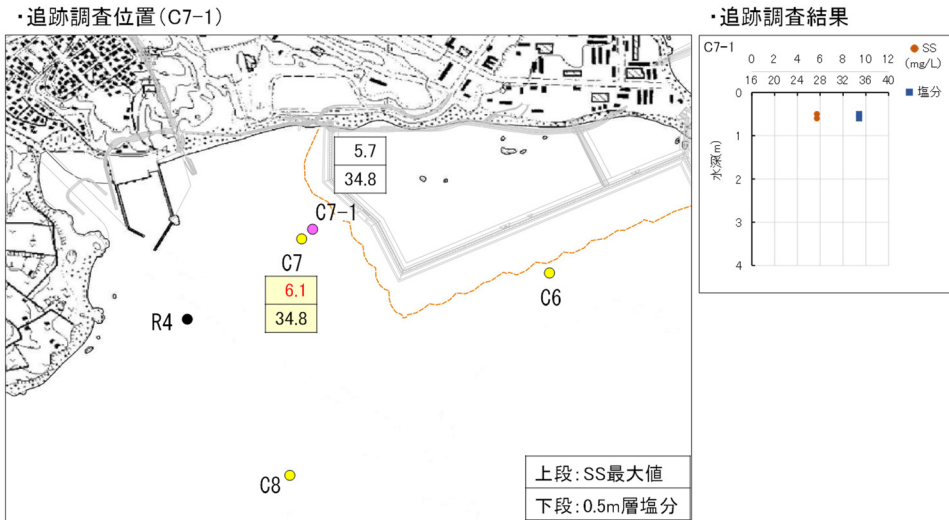 ・追跡調査位置(C7-1)
5.7
34.8
C7-1
C7
6.1
34.8
C6
R4
C8
上段:SS最大値
下段:0.5m層塩分
・追跡調査結果
C7-1
SS
(mg/L)
塩分
0 2 4 6 8 10 12
16 20 24 28 32 36 40
水深(m)
0
1
2
3
4